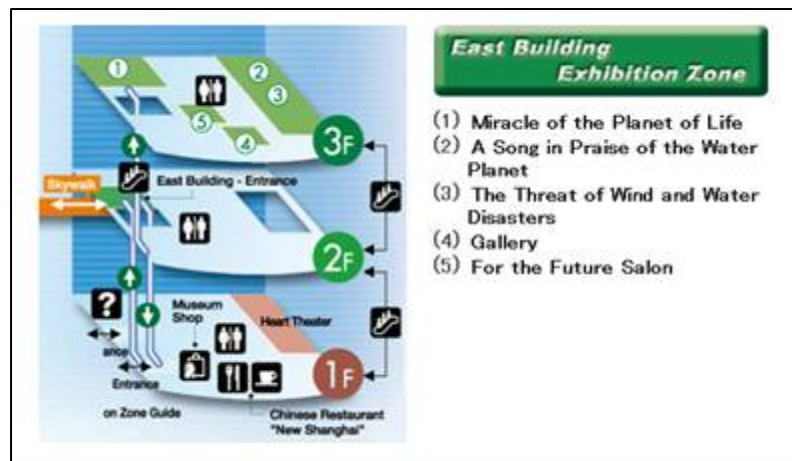 1
2
3
5
4
3F
Skywalk
East Building - Entrance
2F
?
Museum
Shop
Heart Theater
ance
Entrance
1F
on Zone Guide
Chinese Restaurant
"New Shanghai"
East Building
Exhibition Zone
(1) Miracle of the Planet of Life
(2) A Song in Praise of the Water
Planet
(3) The Threat of Wind and Water
Disasters
(4) Gallery
(5) For the Future Salon